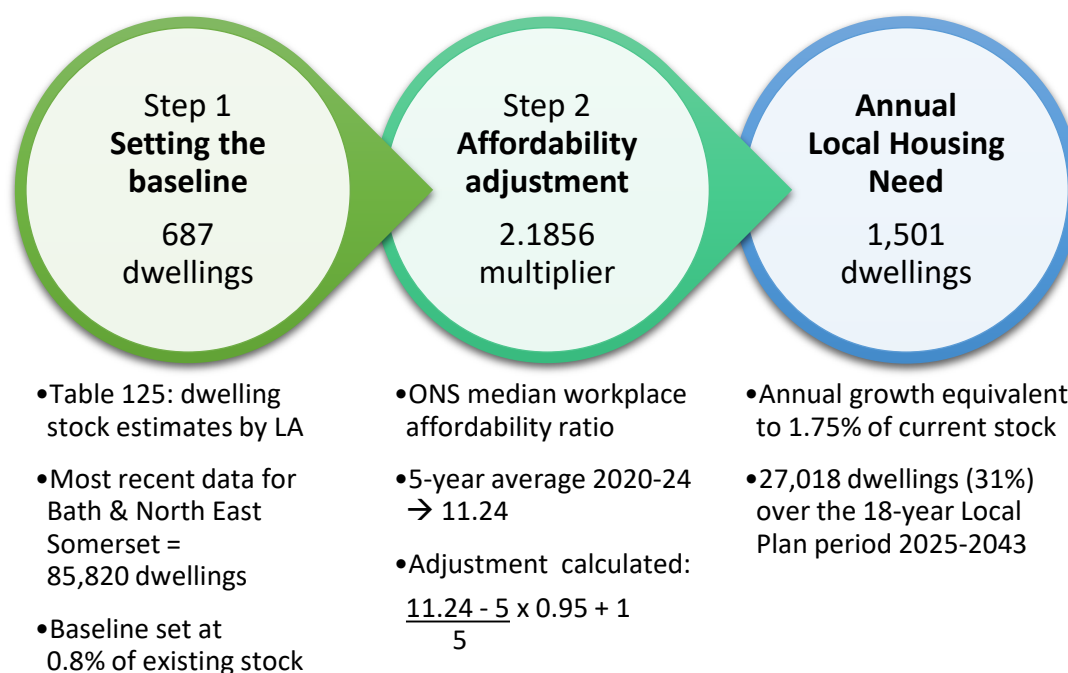 Step 1
Setting the
baseline
687
dwellings
•Table 125: dwelling
stock estimates by LA
•Most recent data for
Bath & North East
Somerset =
85,820 dwellings
•Baseline set at
0.8% of existing stock
Step 2
Affordability
adjustment
2.1856
multiplier
•ONS median workplace
affordability ratio
•5-year average 2020-24
→ 11.24
•Adjustment calculated:
11.24 - 5 x 0.95 + 1
5
Annual
Local Housing
Need
1,501
dwellings
•Annual growth equivalent
to 1.75% of current stock
•27,018 dwellings (31%)
over the 18-year Local
Plan period 2025-2043